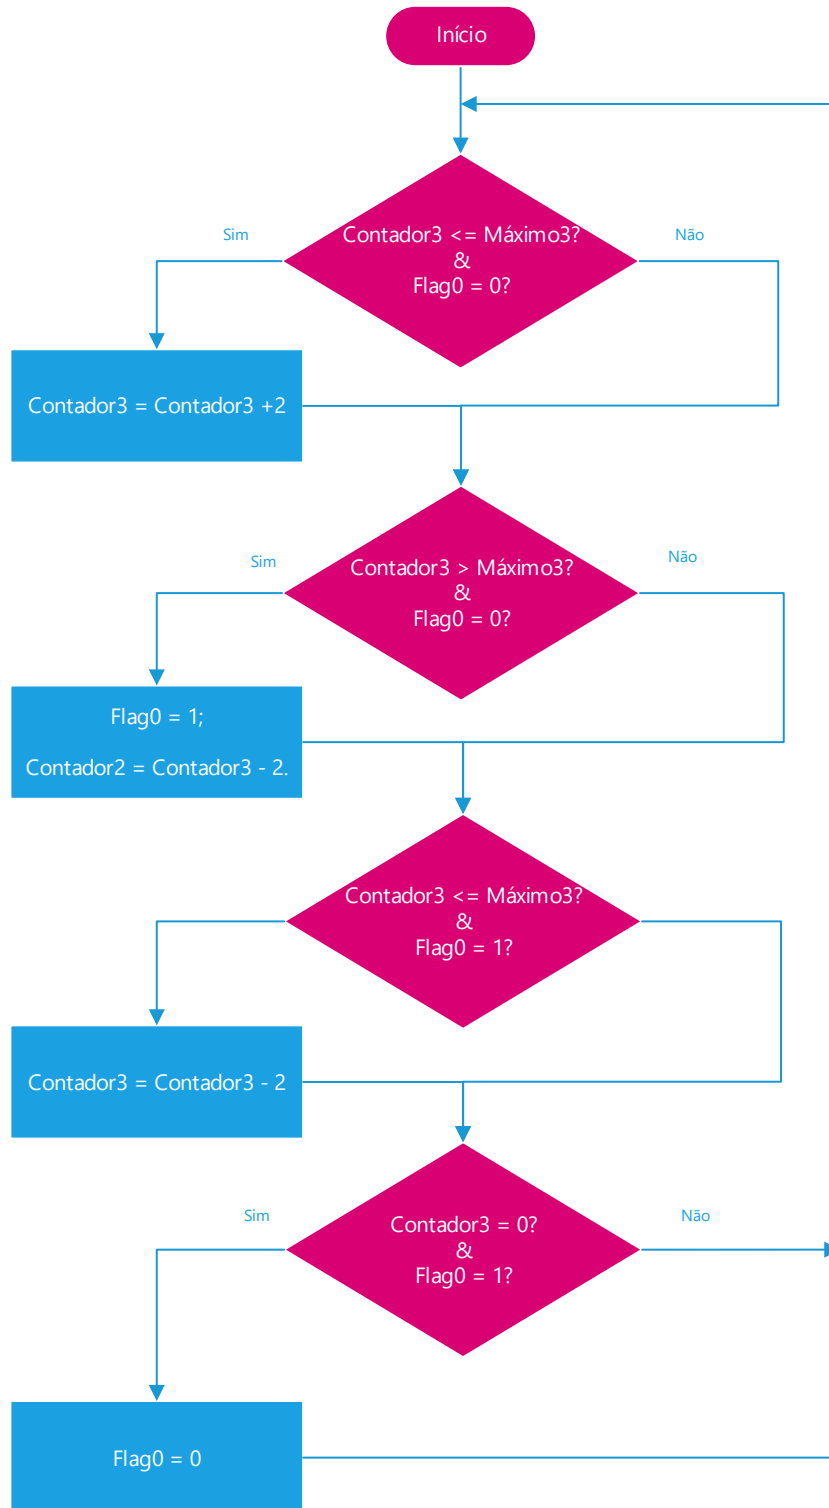 Início
Contador3 <= Máximo3?
&
Flag0 = 0?
Sim
Não
Contador3 = Contador3 +2
Contador3 > Máximo3?
&
Flag0 = 0?
Sim
Não
Flag0 = 1;
Contador2 = Contador3 - 2.
Contador3 <= Máximo3?
&
Flag0 = 1?
Contador3 = Contador3 - 2
Contador3 = 0?
&
Flag0 = 1?
Sim
Não
Flag0 = 0